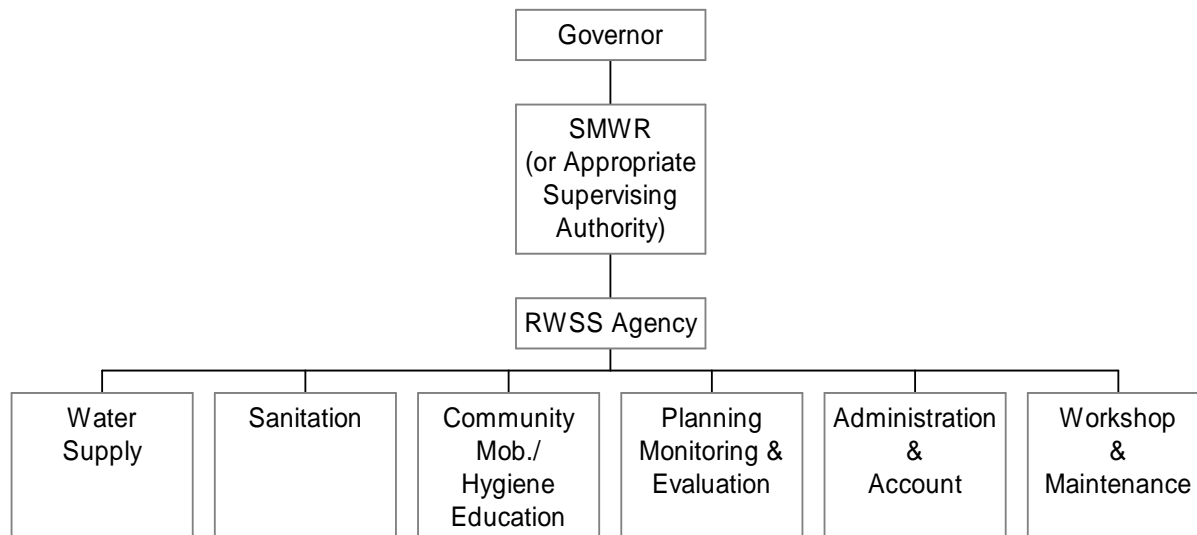 Governor
SMWR
(or Appropriate
Supervising
Authority)
RWSS Agency
Water
Supply
Sanitation
Community
Mob./
Hygiene
Education
Planning
Monitoring &
Evaluation
Administration
&
Account
Workshop
&
Maintenance